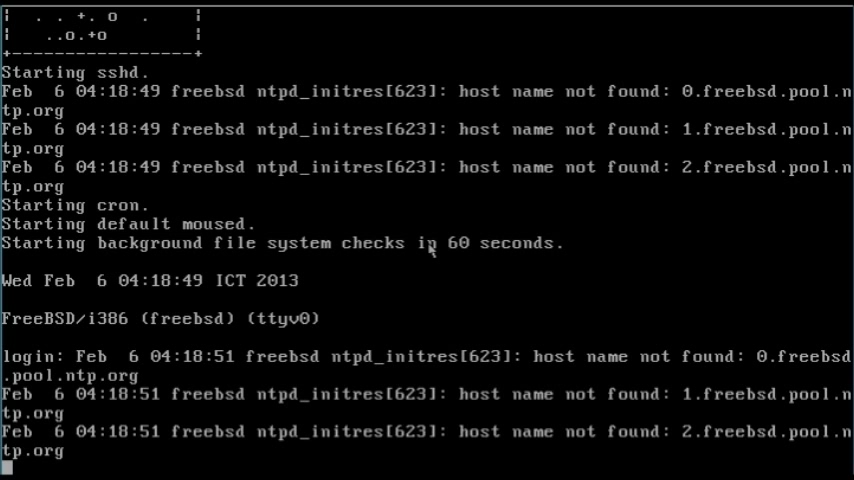 |  . . +. o  .      |
|   ..o.+o          |
+-----------------+
Starting sshd.
Feb  6 04:18:49 freebsd ntpd_initres[623]: host name not found: 0.freebsd.pool.n
tp.org
Feb  6 04:18:49 freebsd ntpd_initres[623]: host name not found: 1.freebsd.pool.n
tp.org
Feb  6 04:18:49 freebsd ntpd_initres[623]: host name not found: 2.freebsd.pool.n
tp.org
Starting cron.
Starting default moused.
Starting background file system checks in 60 seconds.
Wed Feb  6 04:18:49 ICT 2013
FreeBSD/i386 (freebsd) (ttyv0)
login: Feb  6 04:18:51 freebsd ntpd_initres[623]: host name not found: 0.freebsd
.pool.ntp.org
Feb  6 04:18:51 freebsd ntpd_initres[623]: host name not found: 1.freebsd.pool.n
tp.org
Feb  6 04:18:51 freebsd ntpd_initres[623]: host name not found: 2.freebsd.pool.n
tp.org